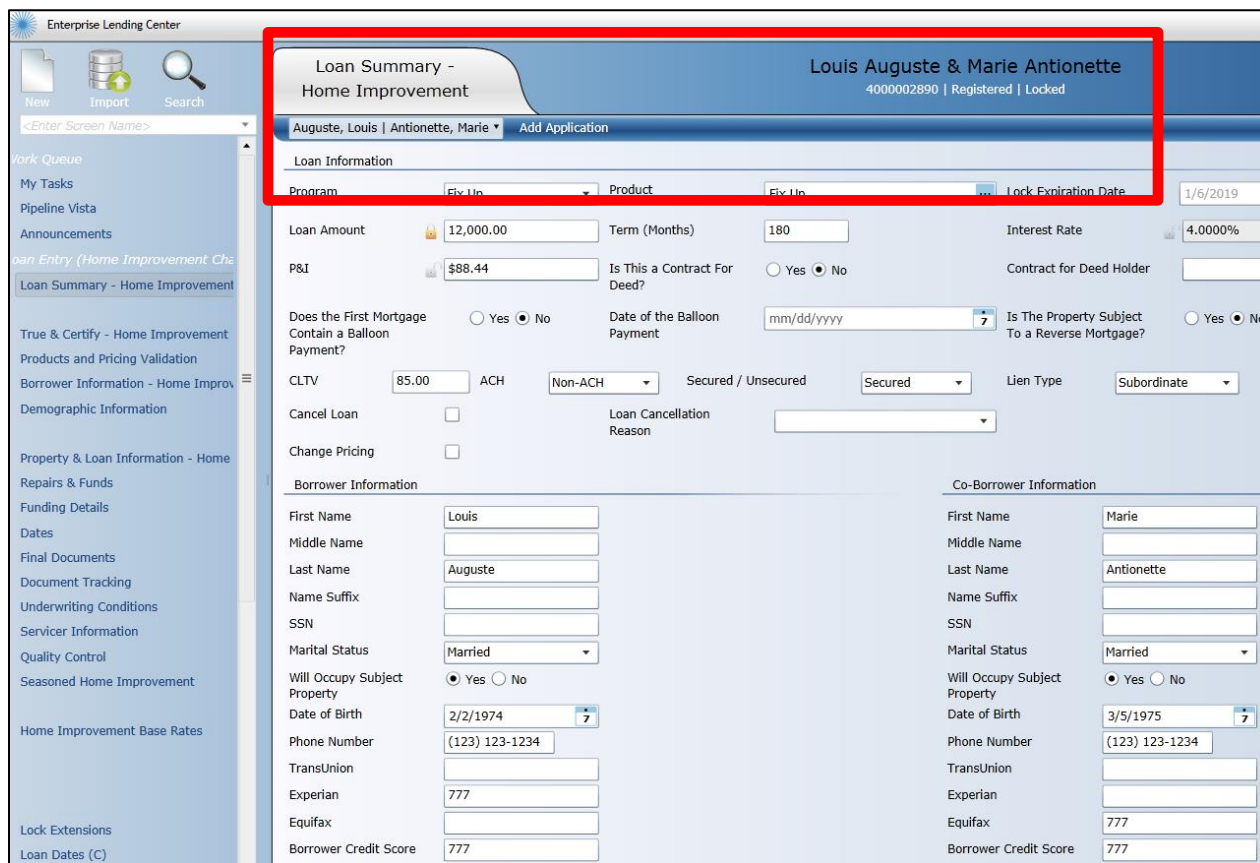 Enterprise Lending Center
New Import Search
<Enter Screen Name>
Work Queue
My Tasks
Pipeline Vista
Announcements
oan Entry (Home Improvement Cha
Loan Summary - Home Improvement
True & Certify - Home Improvement
Products and Pricing Validation
Borrower Information - Home Improv
Demographic Information
Property & Loan Information - Home
Repairs & Funds
Funding Details
Dates
Final Documents
Document Tracking
Underwriting Conditions
Servicer Information
Quality Control
Seasoned Home Improvement
Home Improvement Base Rates
Lock Extensions
Loan Dates (C)
Loan Summary -
Home Improvement
Louis Auguste & Marie Antionette
4000002890 | Registered | Locked
Auguste, Louis | Antionette, Marie Add Application
Loan Information
Program Fix Up Product Fix Up ... Lock Expiration Date 1/6/2019
Loan Amount 12,000.00 Term (Months) 180 Interest Rate 4.0000%
P&I $88.44 Is This a Contract For
Deed? Yes No Contract for Deed Holder
Does the First Mortgage
Contain a Balloon
Payment? Yes No Date of the Balloon
Payment mm/dd/yyyy 7 Is The Property Subject
To a Reverse Mortgage? Yes No
CLTV 85.00 ACH Non-ACH Secured / Unsecured Secured Lien Type Subordinate
Cancel Loan Loan Cancellation
Reason
Change Pricing
Borrower Information
First Name Louis
Middle Name
Last Name Auguste
Name Suffix
SSN
Marital Status Married
Will Occupy Subject
Property Yes No
Date of Birth 2/2/1974 7
Phone Number (123) 123-1234
TransUnion
Experian 777
Equifax
Borrower Credit Score 777
Co-Borrower Information
First Name Marie
Middle Name
Last Name Antionette
Name Suffix
SSN
Marital Status Married
Will Occupy Subject
Property Yes No
Date of Birth 3/5/1975 7
Phone Number (123) 123-1234
TransUnion
Experian
Equifax 777
Borrower Credit Score 777